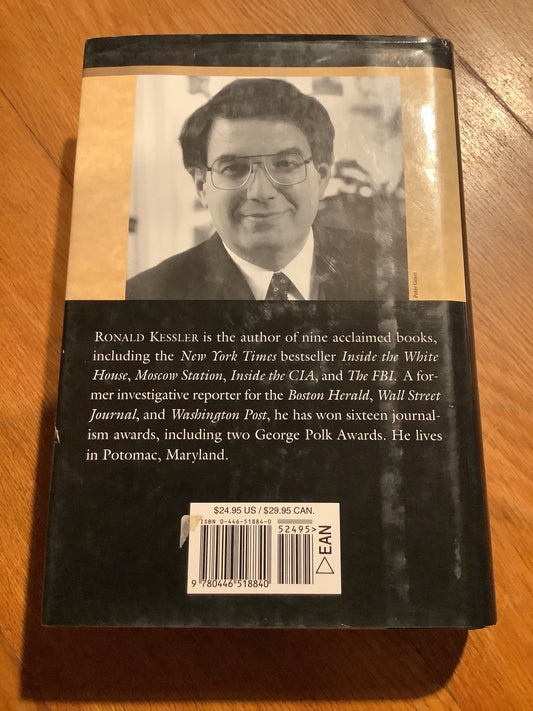 Peter Grant
RONALD KESSLER is the author of nine acclaimed books,
including the New York Times bestseller Inside the White
House, Moscow Station, Inside the CIA, and The FBI. A for-
mer investigative reporter for the Boston Herald, Wall Street
Journal, and Washington Post, he has won sixteen journal-
ism awards, including two George Polk Awards. He lives
in Potomac, Maryland.
$24.95 US / $29.95 CAN.
ISBN 0-446-51884-0
52495>
EAN
9 780446 518840